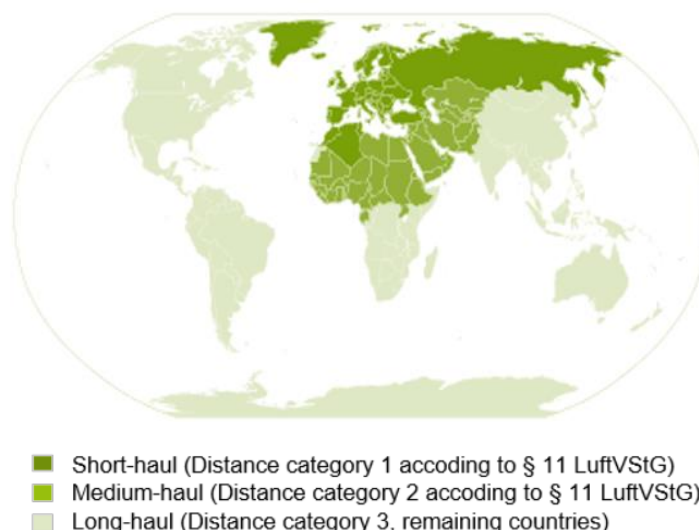 Short-haul (Distance category 1 accoding to § 11 LuftVStG)
Medium-haul (Distance category 2 accoding to § 11 LuftVStG)
Long-haul (Distance category 3, remaining countries)